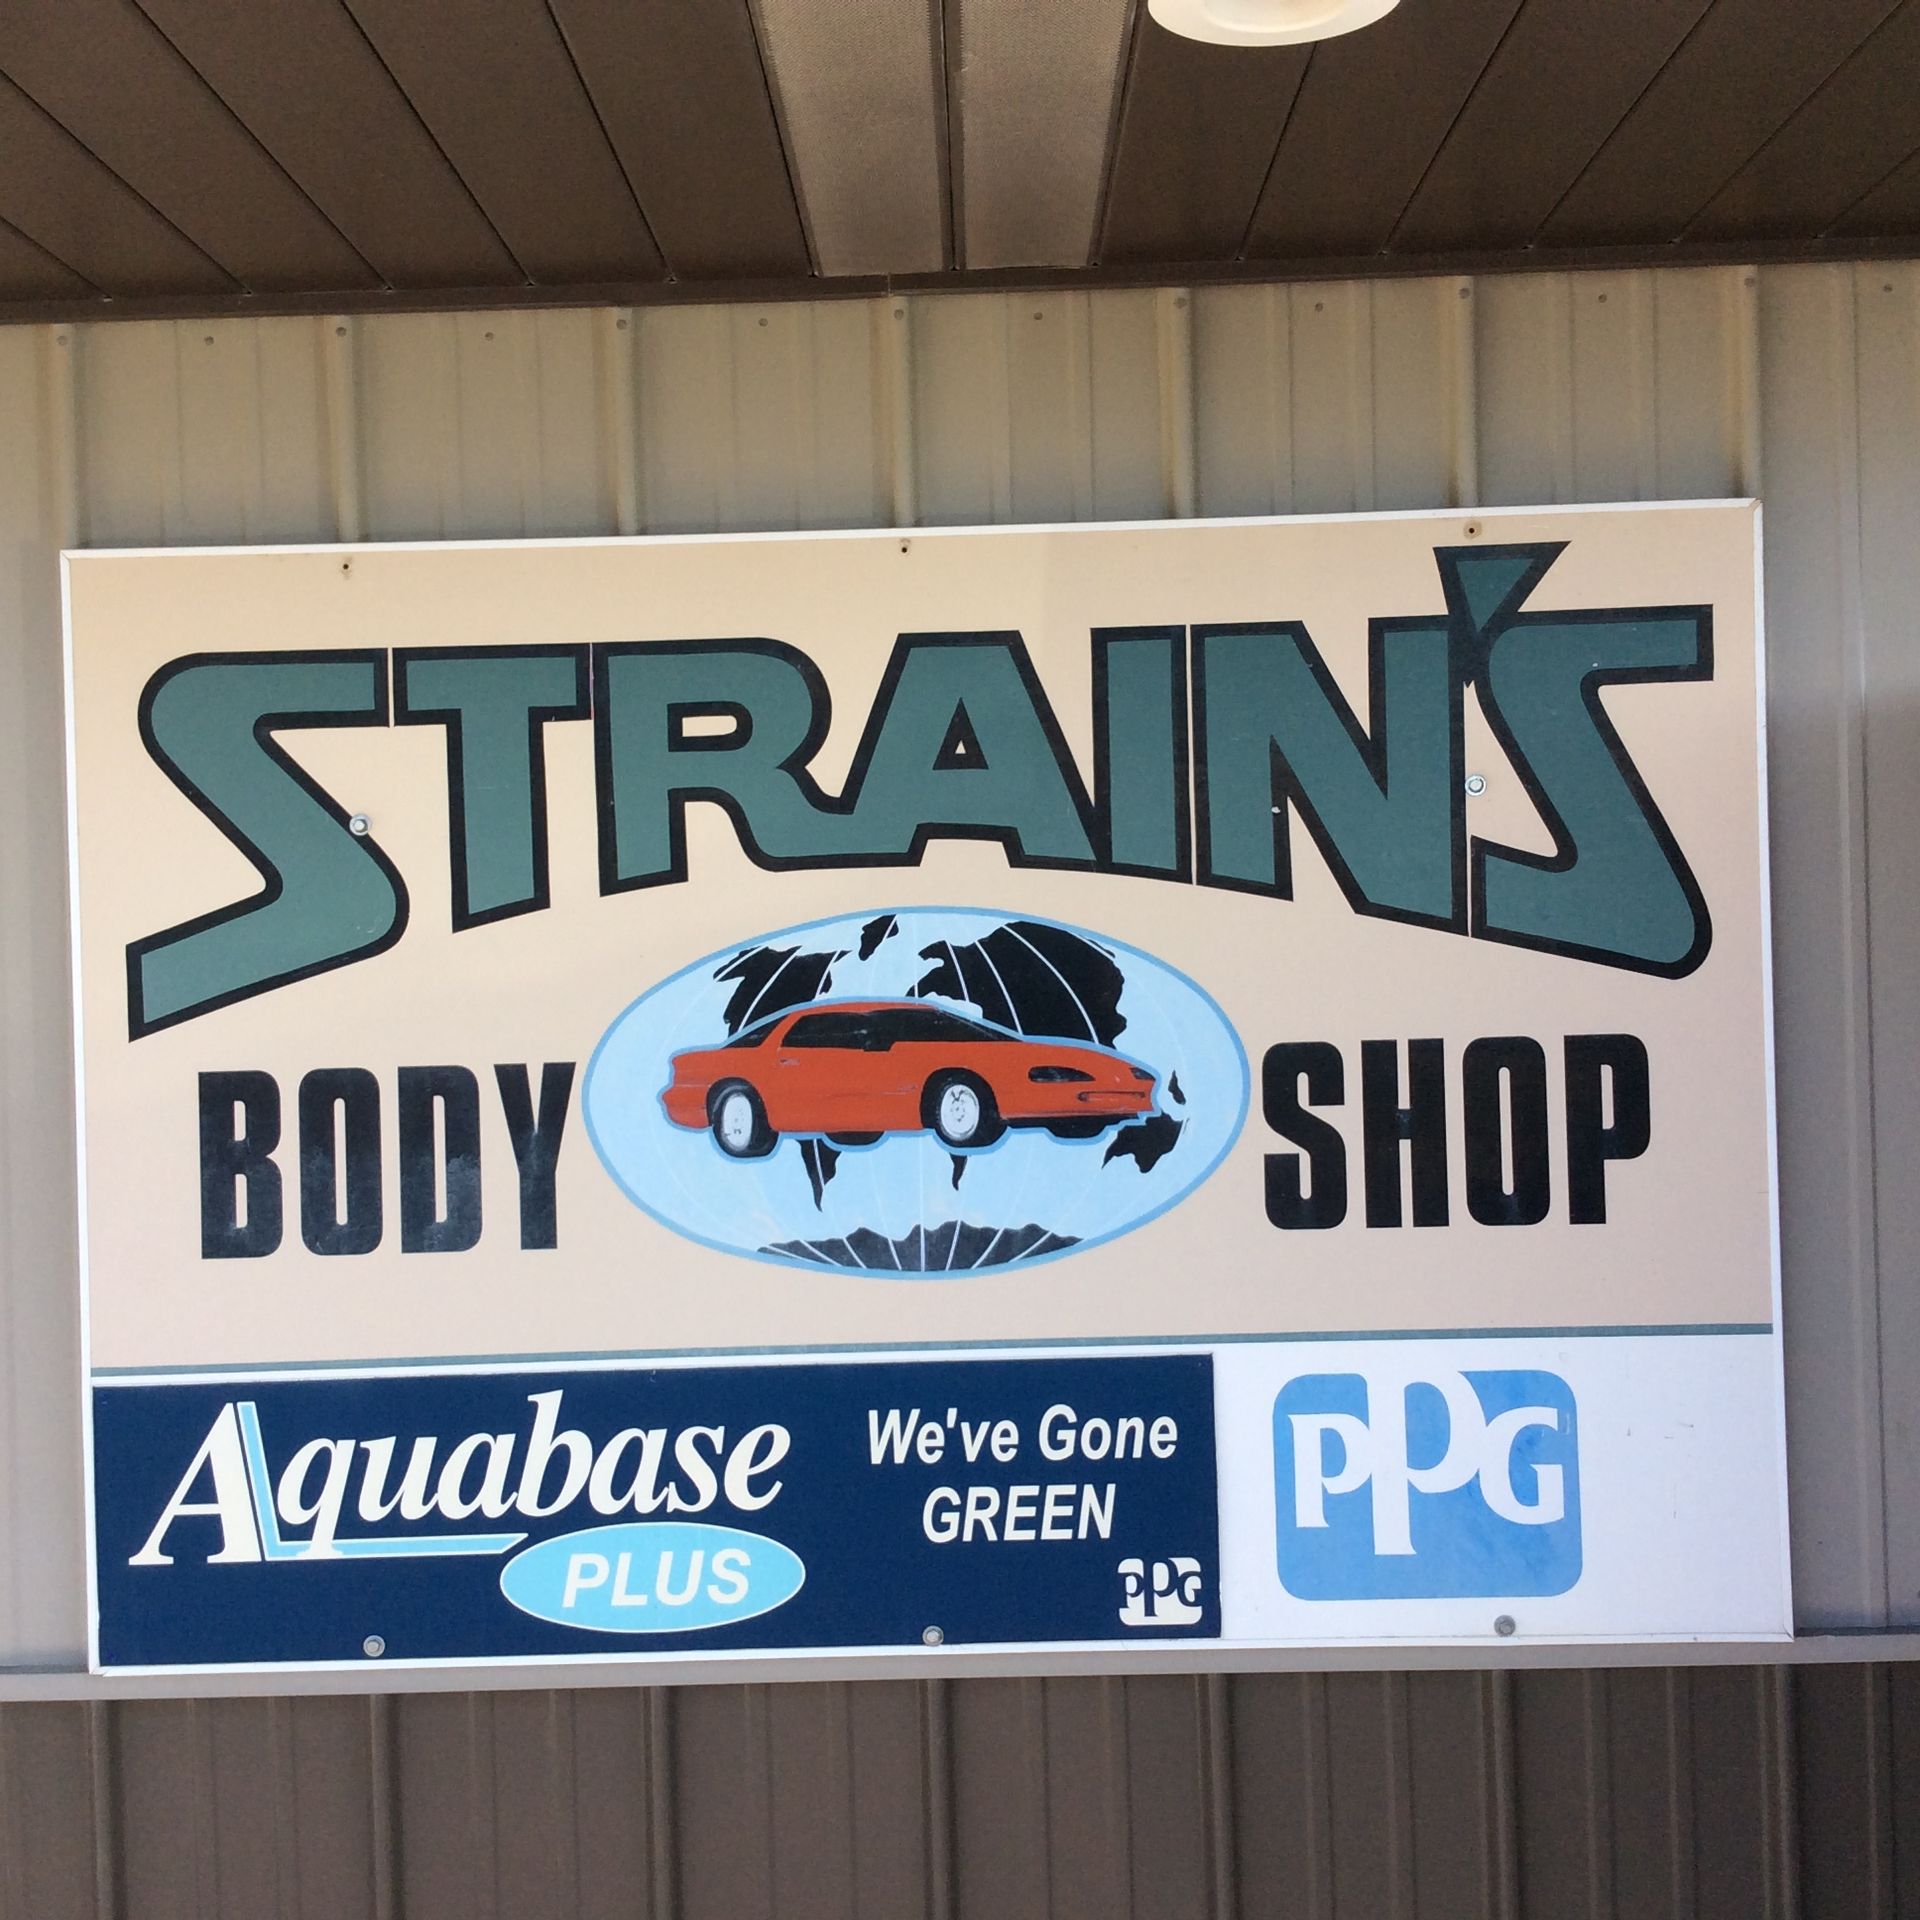 STRAIN'S
BODY SHOP
Aquabase
PLUS
We've Gone
GREEN
PPG
PPG